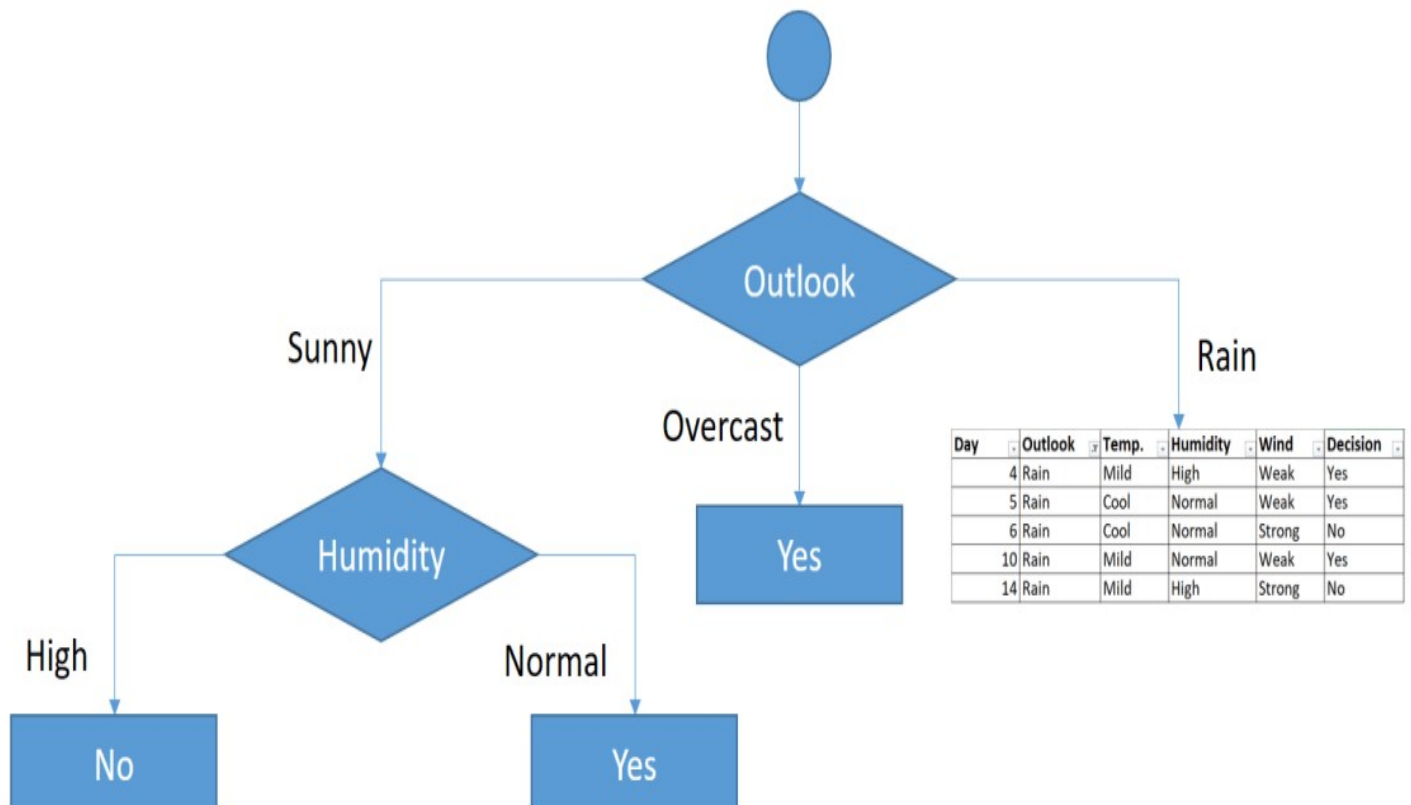 Outlook
Sunny
Overcast
Rain
Day Outlook Temp. Humidity Wind Decision
4 Rain Mild High Weak Yes
5 Rain Cool Normal Weak Yes
6 Rain Cool Normal Strong No
10 Rain Mild Normal Weak Yes
14 Rain Mild High Strong No
Humidity
Yes
High
Normal
No
Yes